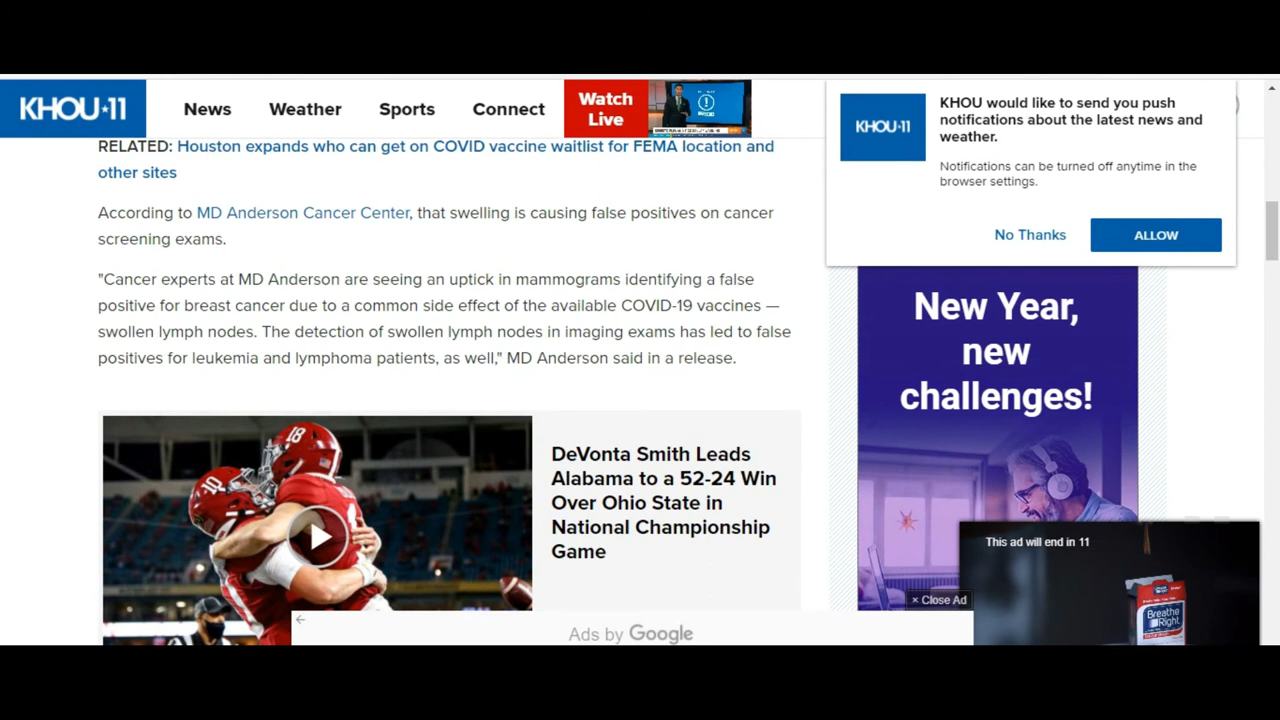 KHOU★11
News
Weather
Sports
Connect
Watch
Live
KHOU would like to send you push
notifications about the latest news and
weather.
KHOU★11
Notifications can be turned off anytime in the
browser settings.
No Thanks
ALLOW
RELATED: Houston expands who can get on COVID vaccine waitlist for FEMA location and
other sites
According to MD Anderson Cancer Center, that swelling is causing false positives on cancer
screening exams.
"Cancer experts at MD Anderson are seeing an uptick in mammograms identifying a false
positive for breast cancer due to a common side effect of the available COVID-19 vaccines —
swollen lymph nodes. The detection of swollen lymph nodes in imaging exams has led to false
positives for leukemia and lymphoma patients, as well," MD Anderson said in a release.
New Year,
new
challenges!
18
10
DeVonta Smith Leads
Alabama to a 52-24 Win
Over Ohio State in
National Championship
Game
This ad will end in 11
× Close Ad
Breathe
Right
Ads by Google